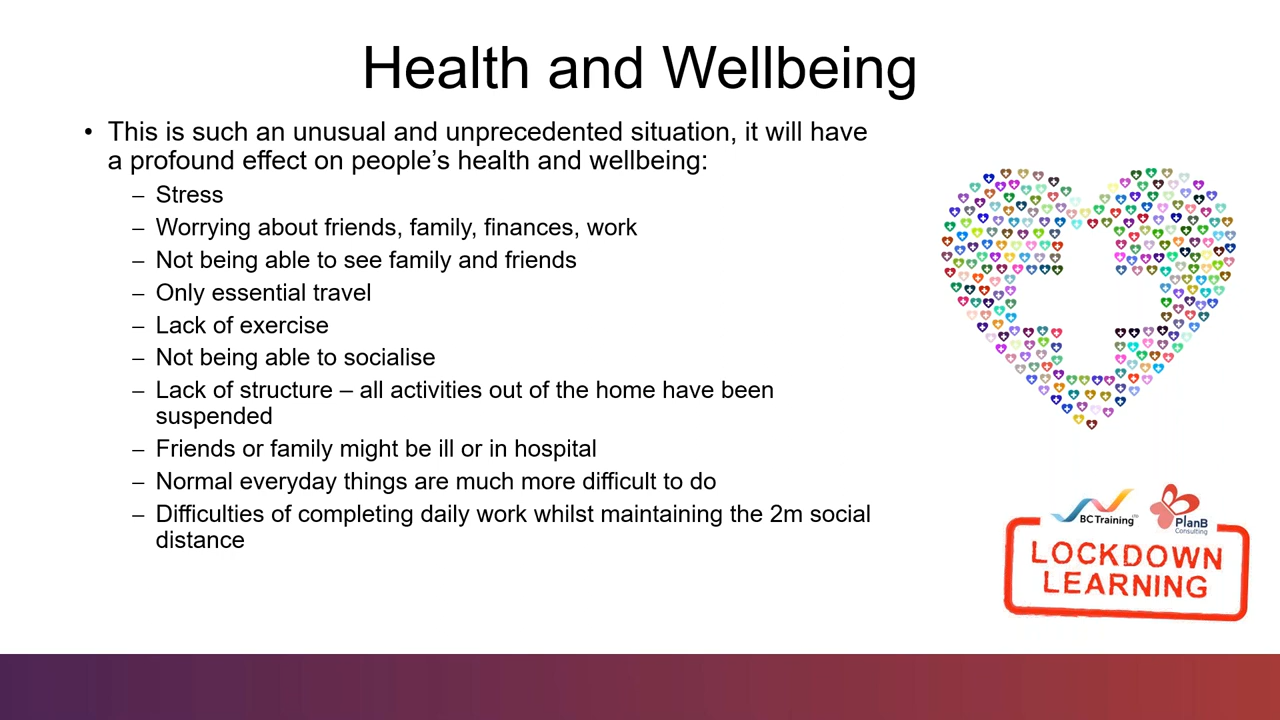 Health and Wellbeing
• This is such an unusual and unprecedented situation, it will have
a profound effect on people’s health and wellbeing:
– Stress
– Worrying about friends, family, finances, work
– Not being able to see family and friends
– Only essential travel
– Lack of exercise
– Not being able to socialise
– Lack of structure – all activities out of the home have been
suspended
– Friends or family might be ill or in hospital
– Normal everyday things are much more difficult to do
– Difficulties of completing daily work whilst maintaining the 2m social
distance
BC Training LTD
PlanB
Consulting
LOCKDOWN
LEARNING